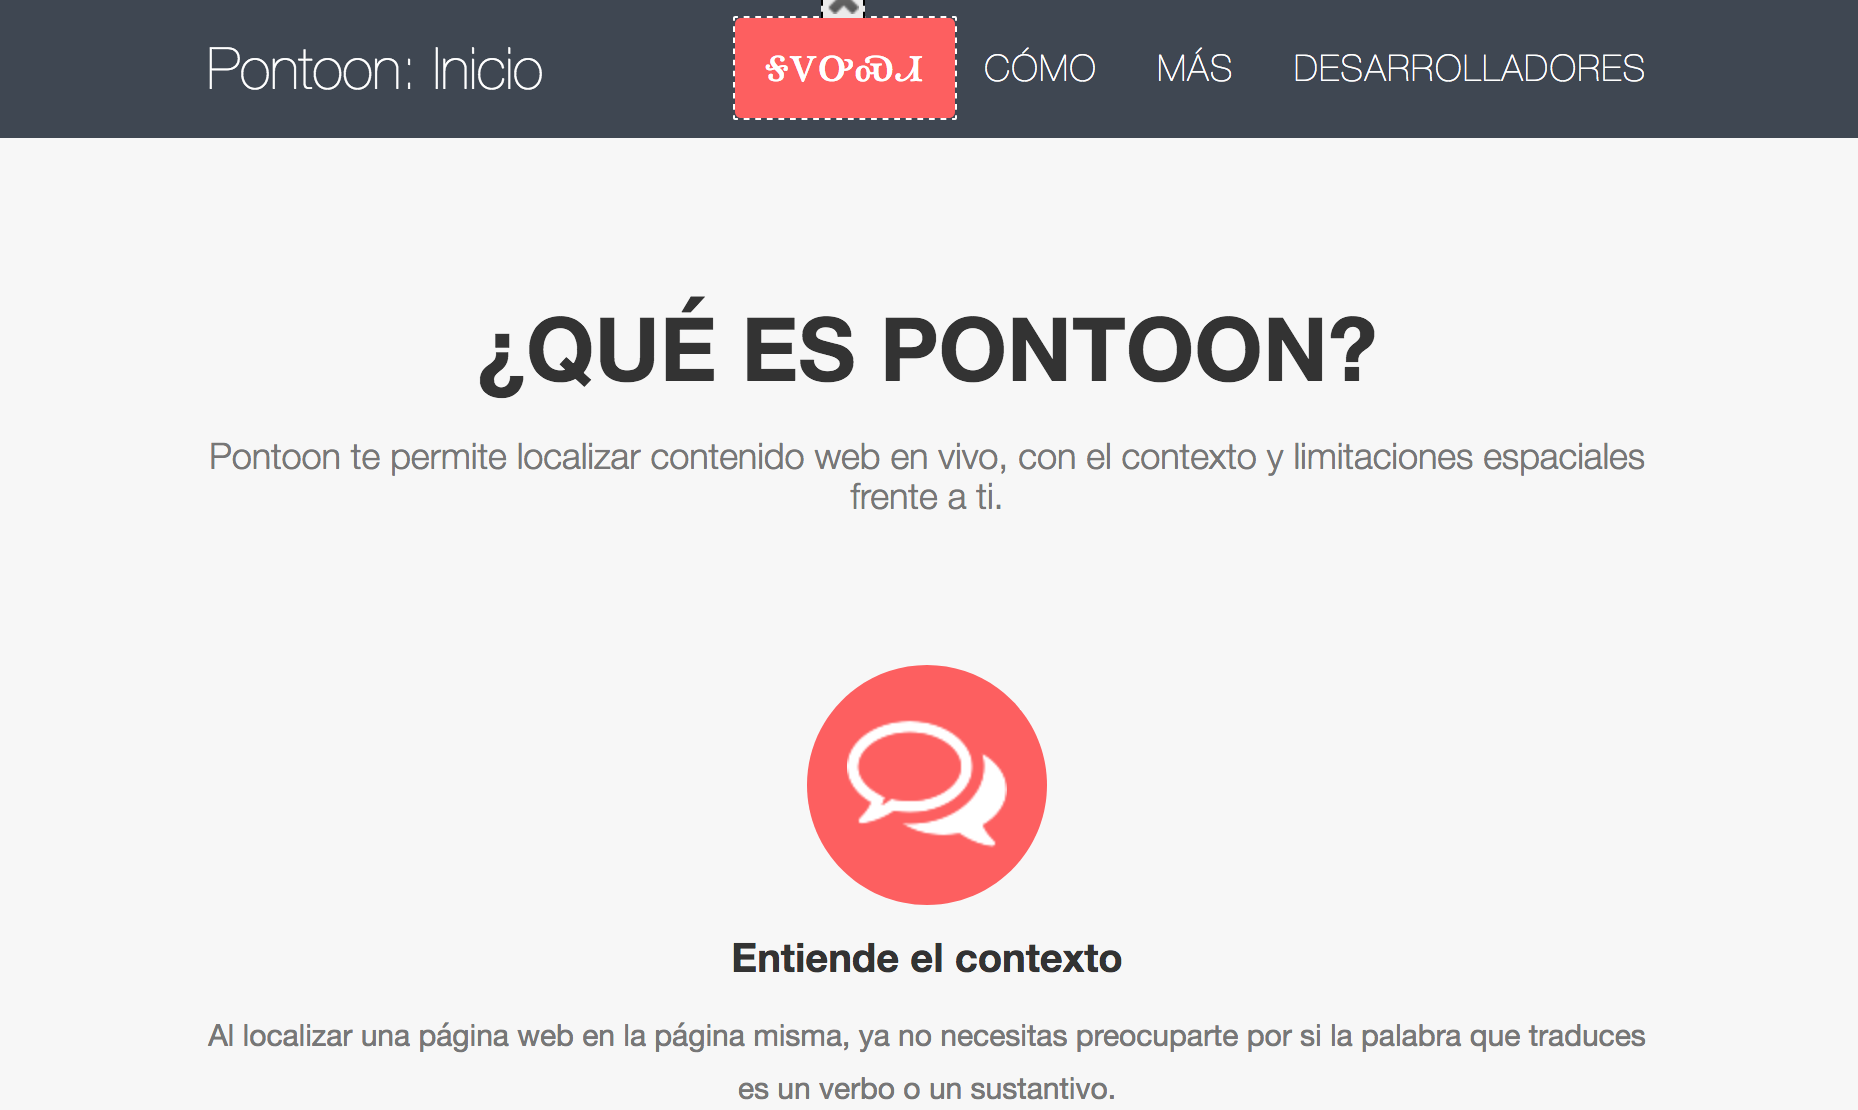 Pontoon: Inicio
ᎦᏙᎤᏍᏗ CÓMO MÁS DESARROLLADORES
¿QUÉ ES PONTOON?
Pontoon te permite localizar contenido web en vivo, con el contexto y limitaciones espaciales
frente a ti.
Entiende el contexto
Al localizar una página web en la página misma, ya no necesitas preocuparte por si la palabra que traduces
es un verbo o un sustantivo.